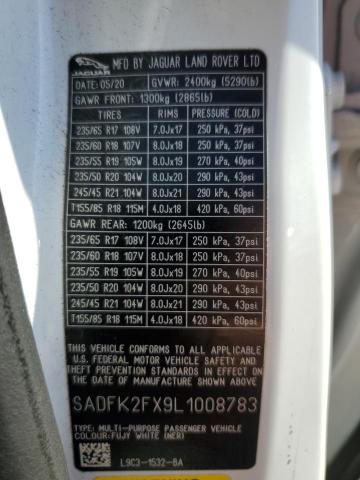 JAGUAR
MFD BY JAGUAR LAND ROVER LTD
DATE: 05/20 GVWR: 2400kg (5290lb)
GAWR FRONT: 1300kg (2865lb)
TIRES RIMS PRESSURE (COLD)
235/65 R17 108V 7.0Jx17 250 kPa, 37psi
235/60 R18 107V 8.0Jx18 250 kPa, 37psi
235/55 R19 105W 8.0Jx19 270 kPa, 40psi
235/50 R20 104W 8.0Jx20 290 kPa, 43psi
245/45 R21 104W 8.0Jx21 290 kPa, 43psi
T155/85 R18 115M 4.0Jx18 420 kPa, 60psi
GAWR REAR: 1200kg (2645lb)
235/65 R17 108V 7.0Jx17 250 kPa, 37psi
235/60 R18 107V 8.0Jx18 250 kPa, 37psi
235/55 R19 105W 8.0Jx19 270 kPa, 40psi
235/50 R20 104W 8.0Jx20 290 kPa, 43psi
245/45 R21 104W 8.0Jx21 290 kPa, 43psi
T155/85 R18 115M 4.0Jx18 420 kPa, 60psi
THIS VEHICLE CONFORMS TO ALL APPLICABLE
U.S. FEDERAL MOTOR VEHICLE SAFETY AND
THEFT PREVENTION STANDARDS IN EFFECT ON
THE DATE OF MANUFACTURE SHOWN ABOVE
SADFK2FX9L1008783
TYPE: MULTI-PURPOSE PASSENGER VEHICLE
COLOUR: FUJI WHITE (NER)
L9C3-1532-BA